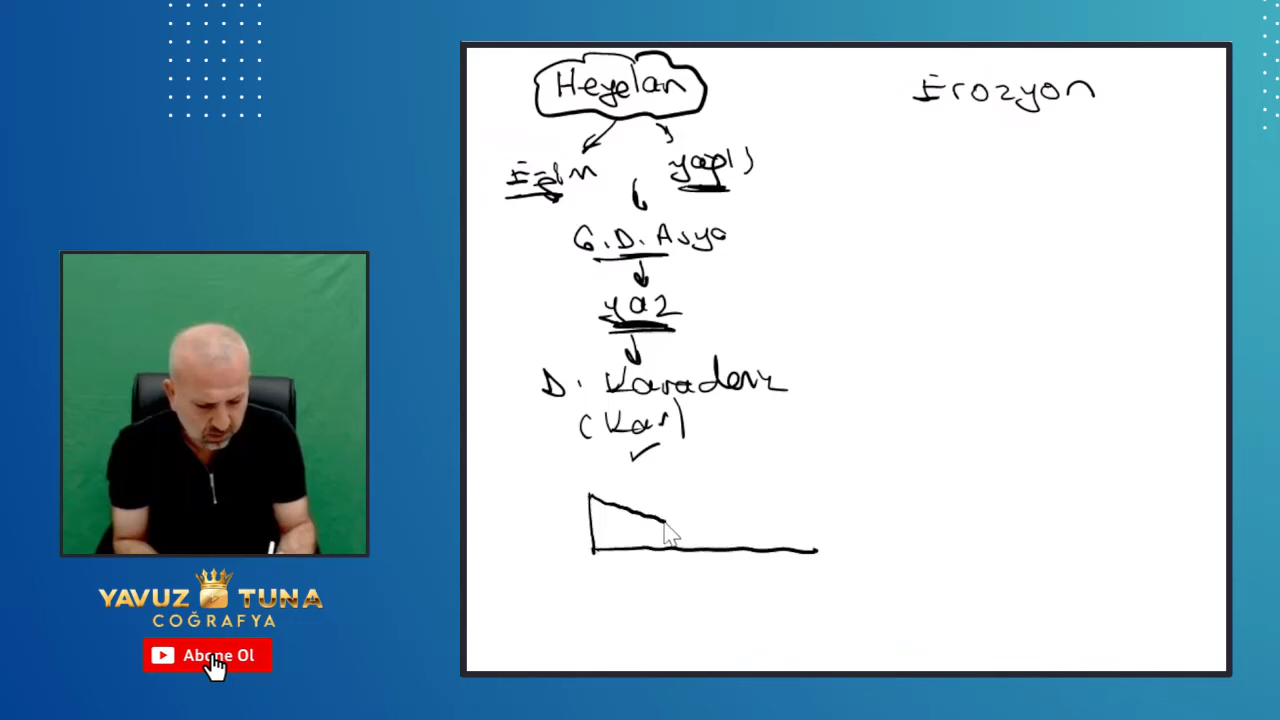 Heyelan
Erozyon
Eğim
yapı
G.D. Asya
yaz
D. Karadeniz
(Kar)
YAVUZ TUNA
COĞRAFYA
Abone Ol